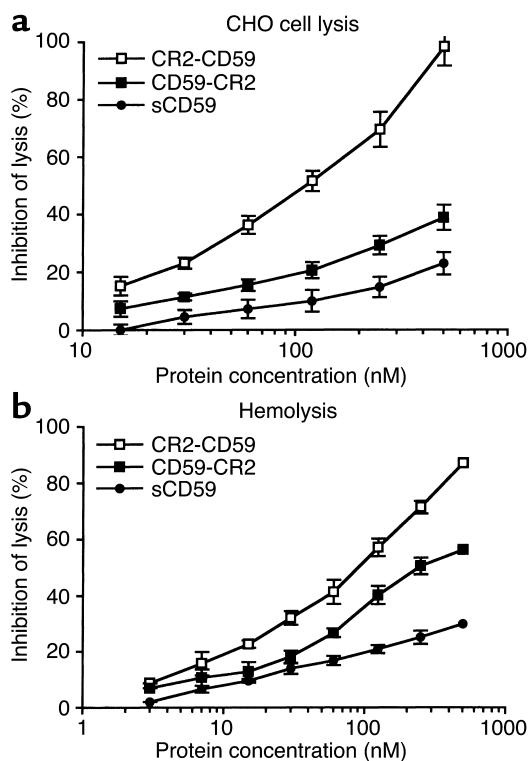 a
CHO cell lysis
100
80
60
40
20
0
Inhibition of lysis (%)
CR2-CD59
CD59-CR2
sCD59
10
100
1000
Protein concentration (nM)
b
Hemolysis
100
80
60
40
20
0
Inhibition of lysis (%)
CR2-CD59
CD59-CR2
sCD59
1
10
100
1000
Protein concentration (nM)